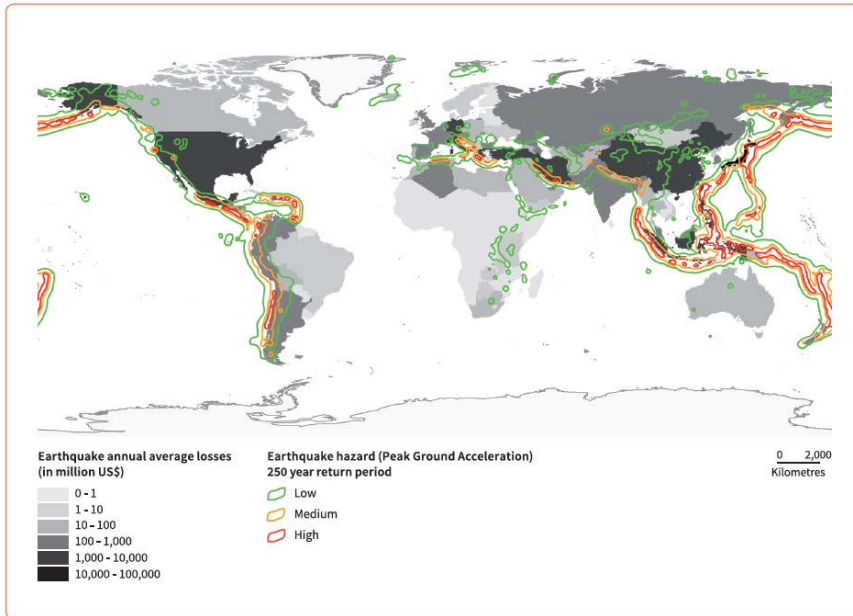 Earthquake annual average losses
(in million US$)
0 - 1
1 - 10
10 - 100
100 - 1,000
1,000 - 10,000
10,000 - 100,000
Earthquake hazard (Peak Ground Acceleration)
250 year return period
Low
Medium
High
0 2,000
Kilometres